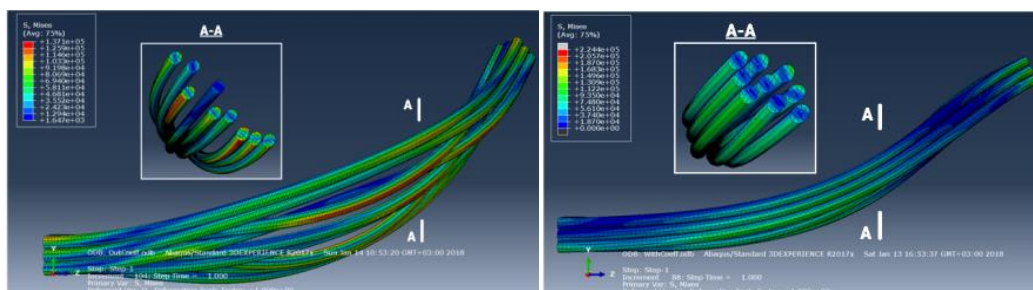 S, Mises
(Avg: 75%)
+1.371e+05
+1.259e+05
+1.146e+05
+1.033e+05
+9.198e+04
+8.069e+04
+6.940e+04
+5.811e+04
+4.681e+04
+3.552e+04
+2.423e+04
+1.294e+04
+1.647e+03
A-A
A
A
Y
Z
ODB: OutCoeff.odb Abaqus/Standard 3DEXPERIENCE R2017x Sun Jan 14 10:53:20 GMT+03:00 2018
Step: Step-1
Increment 104: Step Time = 1.000
Primary Var: S, Mises
S, Mises
(Avg: 75%)
+2.244e+05
+2.057e+05
+1.870e+05
+1.683e+05
+1.496e+05
+1.309e+05
+1.122e+05
+9.350e+04
+7.480e+04
+5.610e+04
+3.740e+04
+1.870e+04
+0.000e+00
A-A
A
A
Y
Z
ODB: WithCoeff.odb Abaqus/Standard 3DEXPERIENCE R2017x Sat Jan 13 16:53:37 GMT+03:00 2018
Step: Step-1
Increment 88: Step Time = 1.000
Primary Var: S, Mises